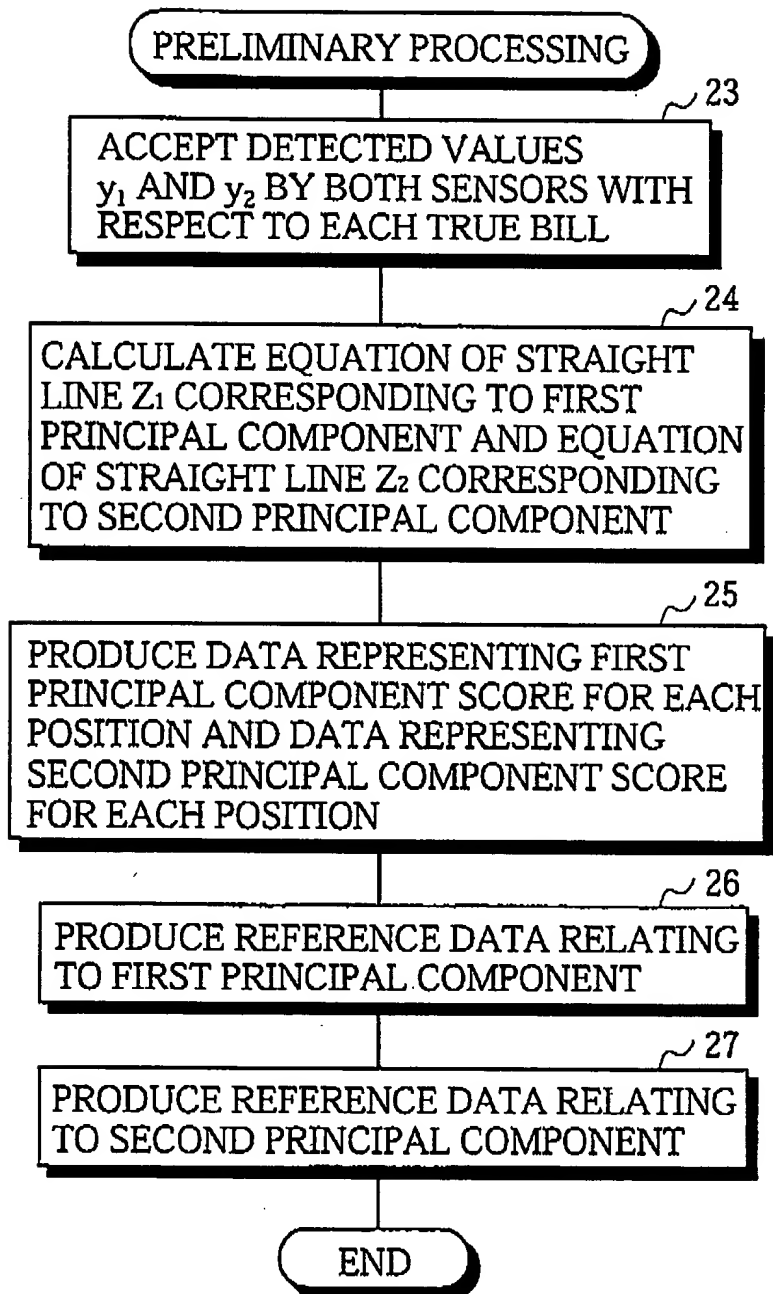 PRELIMINARY PROCESSING
23
ACCEPT DETECTED VALUES
y₁ AND y₂ BY BOTH SENSORS WITH
RESPECT TO EACH TRUE BILL
24
CALCULATE EQUATION OF STRAIGHT
LINE Z₁ CORRESPONDING TO FIRST
PRINCIPAL COMPONENT AND EQUATION
OF STRAIGHT LINE Z₂ CORRESPONDING
TO SECOND PRINCIPAL COMPONENT
25
PRODUCE DATA REPRESENTING FIRST
PRINCIPAL COMPONENT SCORE FOR EACH
POSITION AND DATA REPRESENTING
SECOND PRINCIPAL COMPONENT SCORE
FOR EACH POSITION
26
PRODUCE REFERENCE DATA RELATING
TO FIRST PRINCIPAL COMPONENT
27
PRODUCE REFERENCE DATA RELATING
TO SECOND PRINCIPAL COMPONENT
END